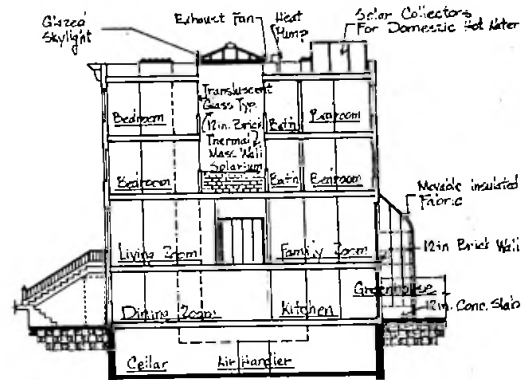 Glazed
Skylight
Exhaust Fan
Heat
Pump
Solar Collectors
For Domestic Hot Water
Translucent
Glass Typ.
12in. Brick
Thermal
Mass Wall
Solarium
Bedroom
Bath
Bedroom
Bedroom
Bath
Bedroom
Movable insulated
Fabric
Living Room
Family Room
12in Brick Wall
Greenhouse
12in. Conc. Slab
Dining Room
Kitchen
Cellar
Air Handler